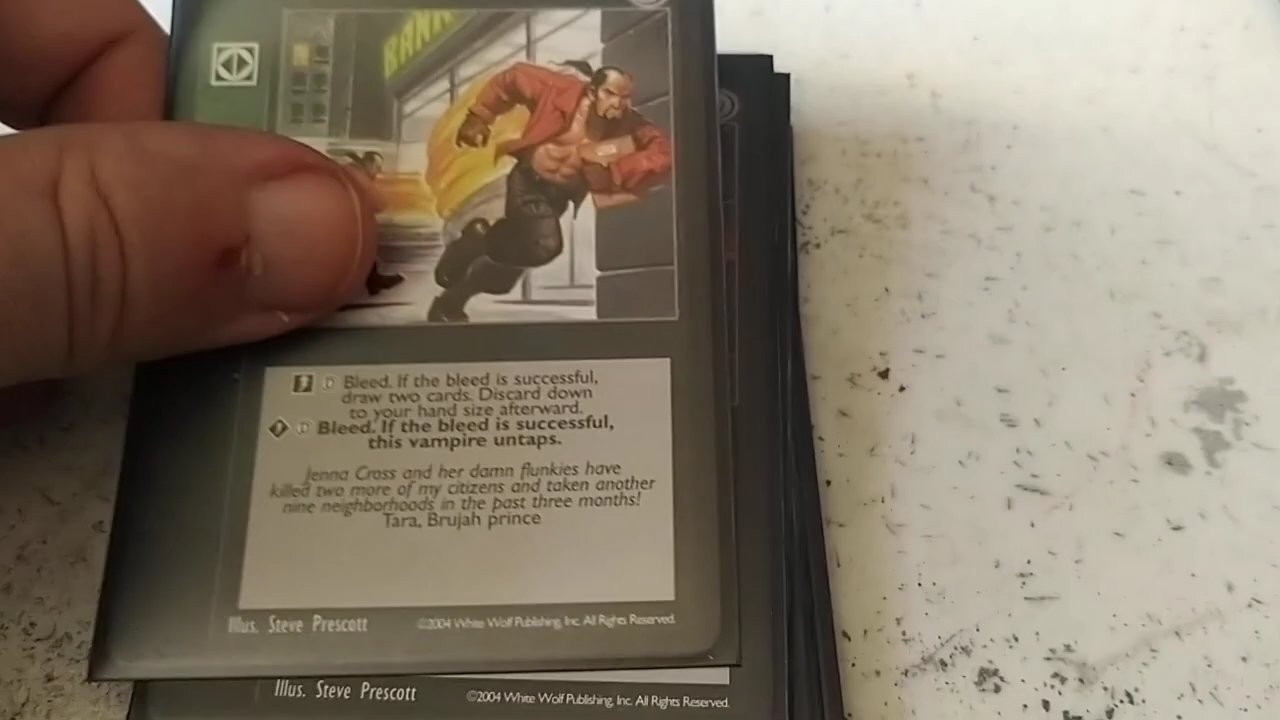 BANK
Bleed. If the bleed is successful,
draw two cards. Discard down
to your hand size afterward.
Bleed. If the bleed is successful,
this vampire untaps.
Jenna Cross and her damn flunkies have
killed two more of my citizens and taken another
nine neighborhoods in the past three months!
Tara, Brujah prince
Illus. Steve Prescott ©2004 White Wolf Publishing, Inc. All Rights Reserved.
Illus. Steve Prescott ©2004 White Wolf Publishing, Inc. All Rights Reserved.